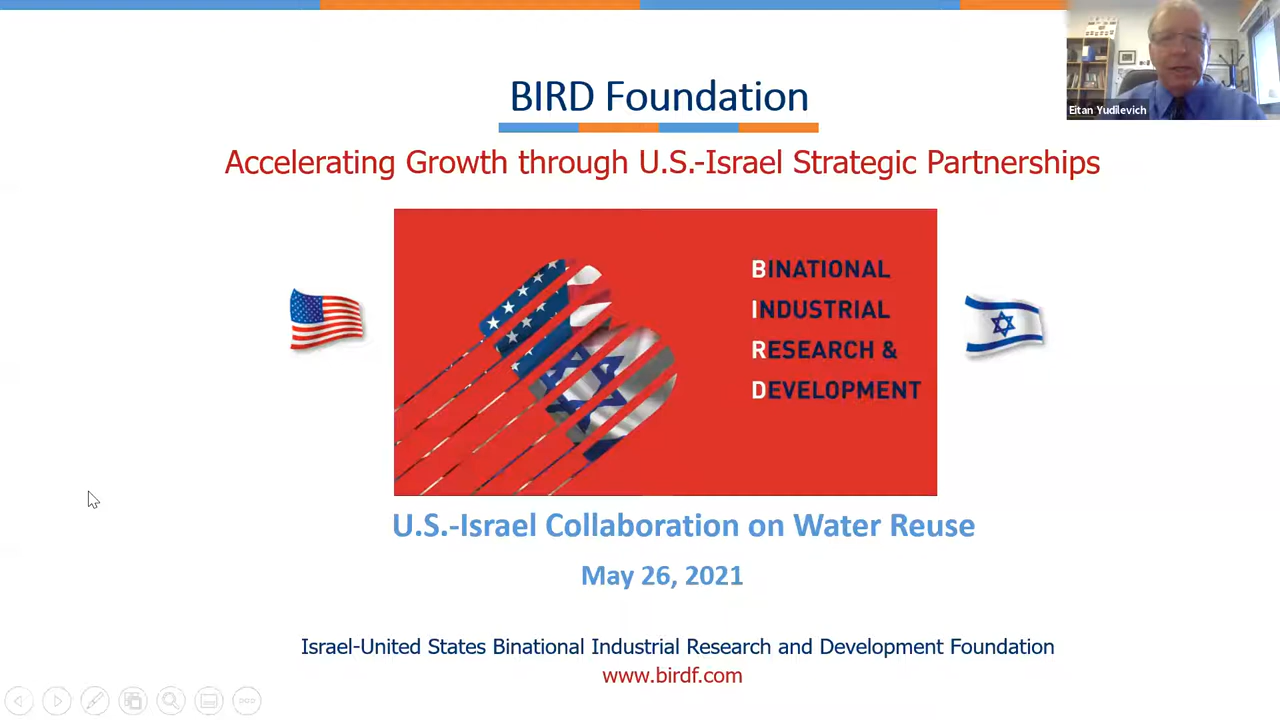 BIRD Foundation
Eitan Yudilevich
Accelerating Growth through U.S.-Israel Strategic Partnerships
BINATIONAL
INDUSTRIAL
RESEARCH &
DEVELOPMENT
U.S.-Israel Collaboration on Water Reuse
May 26, 2021
Israel-United States Binational Industrial Research and Development Foundation
www.birdf.com